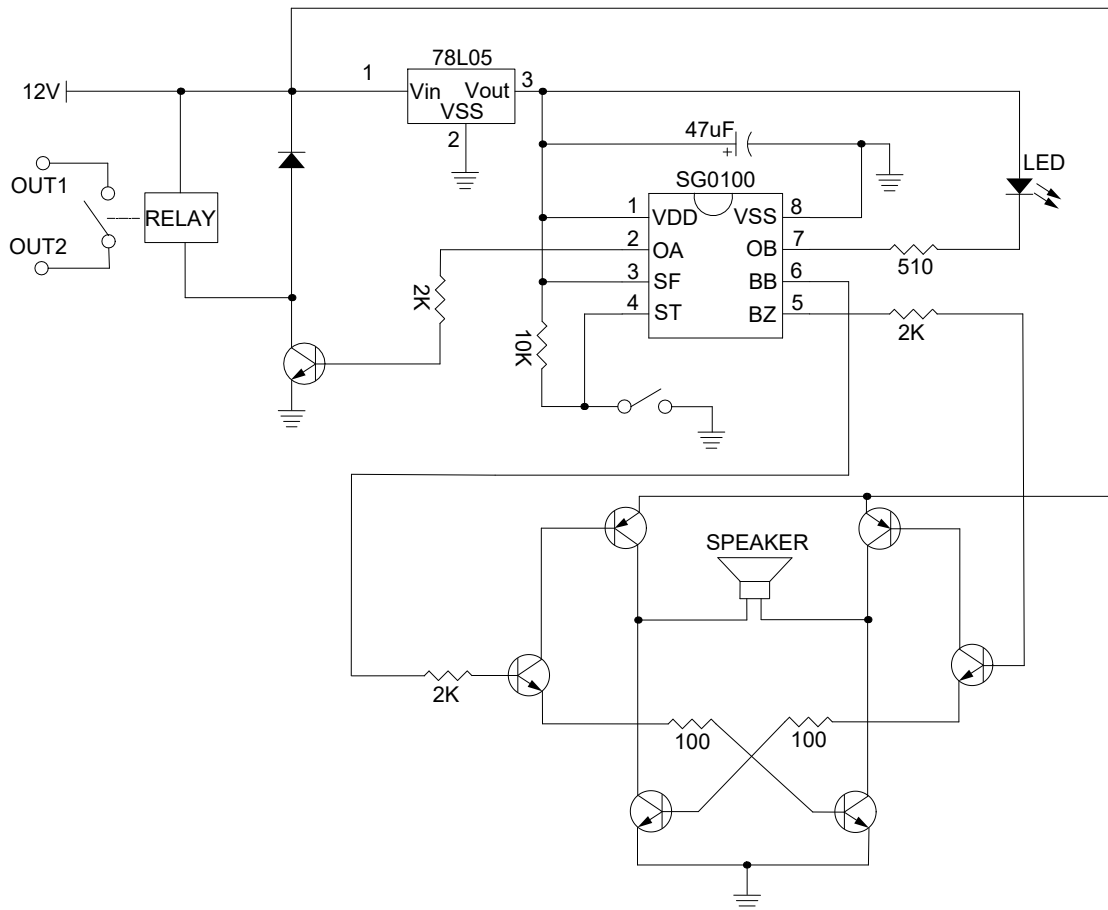 78L05
1
3
12V
Vin
Vout
VSS
2
47uF
+
LED
OUT1
SG0100
RELAY
1
VDD
VSS
8
OUT2
2
OA
OB
7
510
3
SF
BB
6
2K
4
ST
BZ
5
2K
10K
SPEAKER
2K
100
100